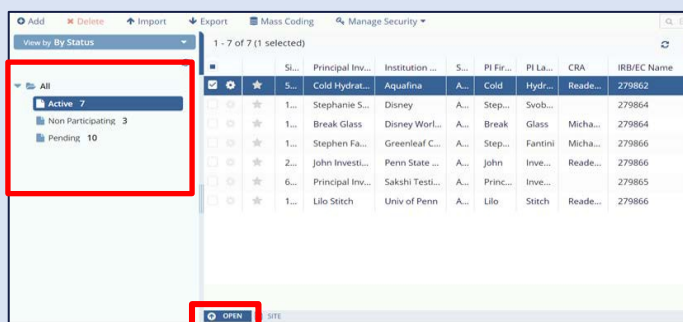 Add Delete Import Export Mass Coding Manage Security
View by By Status 1 - 7 of 7 (1 selected)
Si... Principal Inv... Institution ... S... PI Fir... PI La... CRA IRB/EC Name
All
5... Cold Hydrat... Aquafina A... Cold Hydr... Reade... 279862
Active 7
1... Stephanie S... Disney A... Step... Svob... 279864
Non Participating 3
1... Break Glass Disney Worl... A... Break Glass Micha... 279864
Pending 10
1... Stephen Fa... Greenleaf C... A... Step... Fantini Micha... 279866
2... John Investi... Penn State ... A... John Inve... Reade... 279866
6... Principal Inv... Sakshi Testi... A... Princ... Inve... 279865
1... Lilo Stitch Univ of Penn A... Lilo Stitch Reade... 279866
OPEN SITE